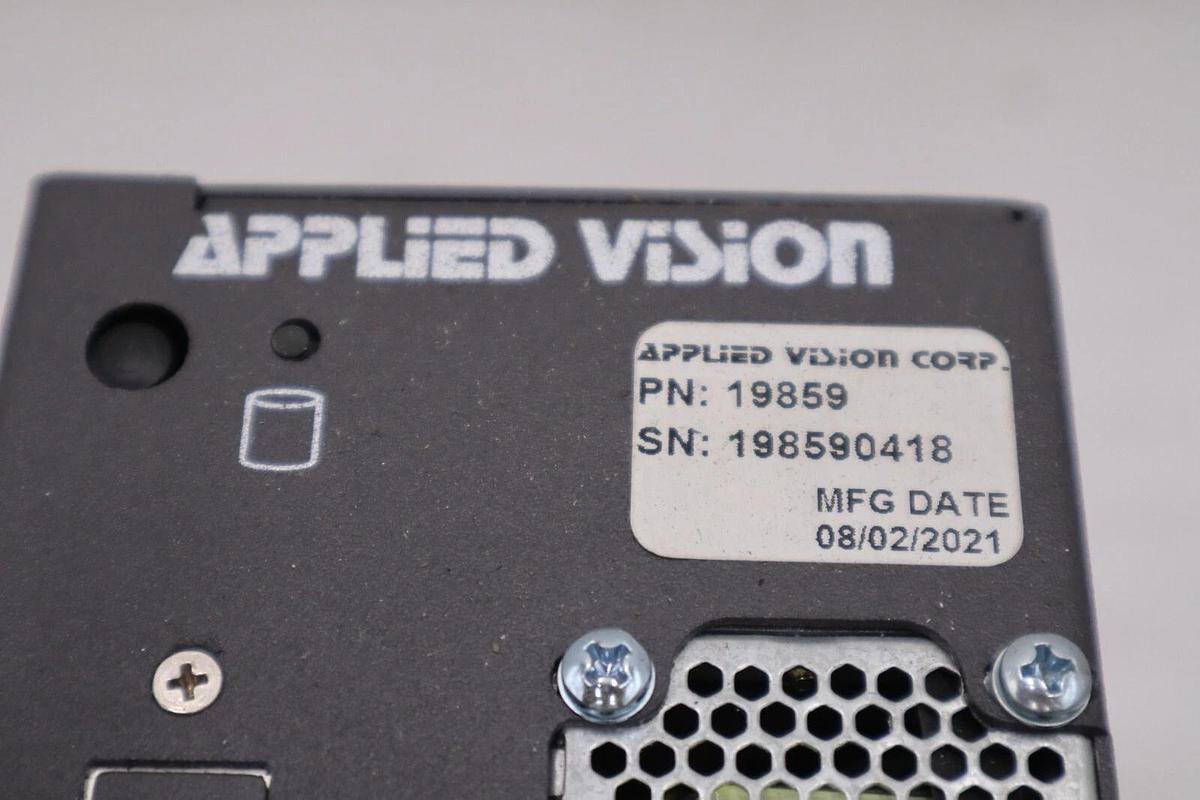 APPLIED VISION
APPLIED VISION CORP.
PN: 19859
SN: 198590418
MFG DATE
08/02/2021